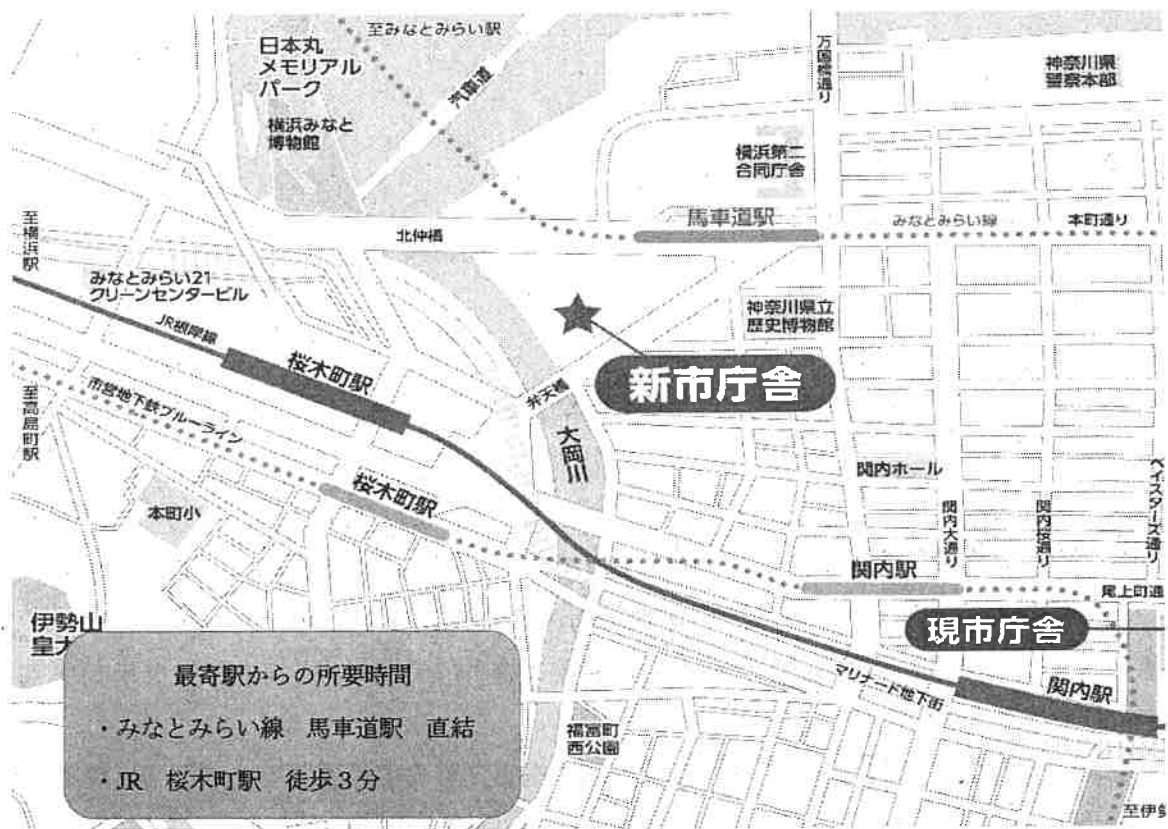 至みなとみらい駅
日本丸
メモリアル
パーク
汽車道
万国橋通り
神奈川県
警察本部
横浜みなと
博物館
横浜第二
合同庁舎
馬車道駅
みなとみらい線
本町通り
至横浜駅
北仲橋
みなとみらい21
クリーンセンタービル
神奈川県立
歴史博物館
JR根岸線
桜木町駅
新市庁舎
弁天橋
至高島町駅
市営地下鉄ブルーライン
大岡川
関内ホール
ベイスターズ通り
桜木町駅
本町小
関内大通り
関内桜通り
関内駅
尾上町通
伊勢山
皇大
現市庁舎
最寄駅からの所要時間
・みなとみらい線 馬車道駅 直結
・JR 桜木町駅 徒歩3分
マリナード地下街
関内駅
福富町
西公園
至伊勢